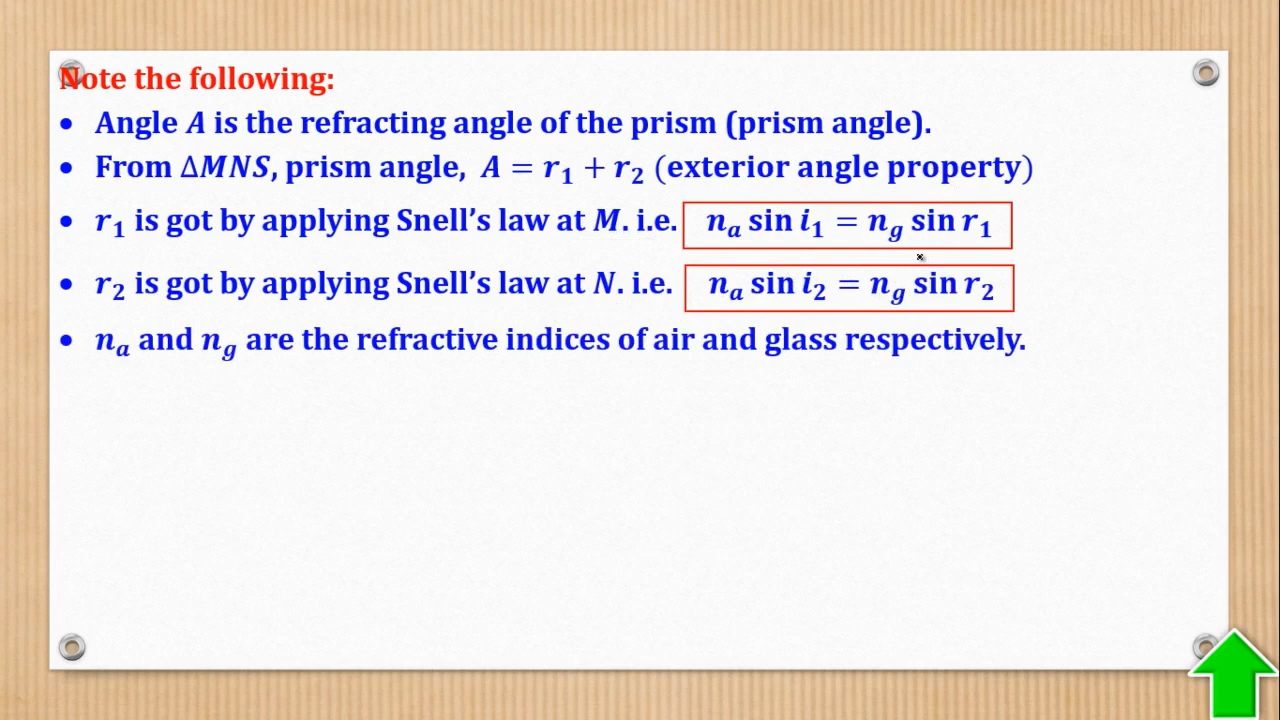 Note the following:
• Angle A is the refracting angle of the prism (prism angle).
• From ΔMNS, prism angle, A = r₁ + r₂ (exterior angle property)
• r₁ is got by applying Snell’s law at M. i.e. nₐ sin i₁ = n_g sin r₁
• r₂ is got by applying Snell’s law at N. i.e. nₐ sin i₂ = n_g sin r₂
• nₐ and n_g are the refractive indices of air and glass respectively.